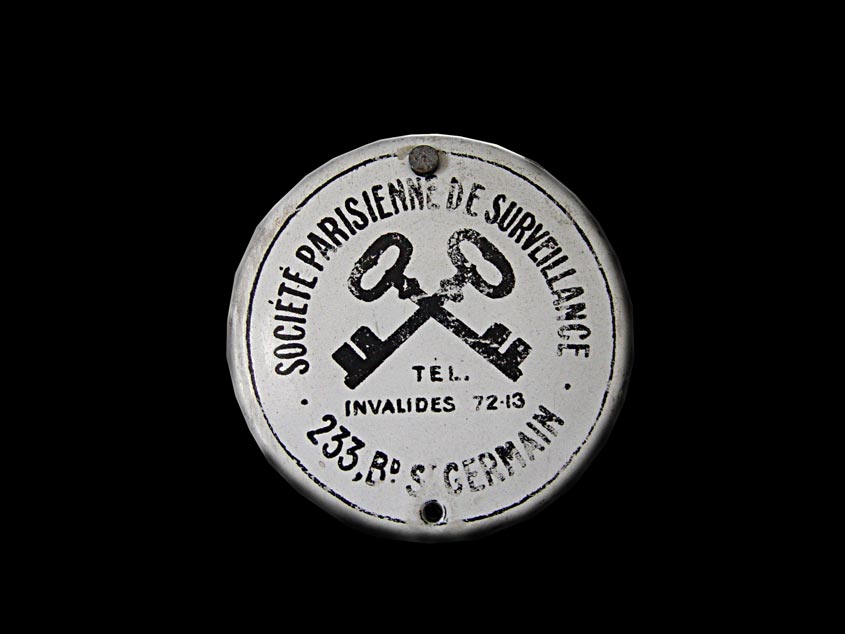 SOCIÉTÉ PARISIENNE DE SURVEILLANCE
TEL.
INVALIDES 72-13
233, BD ST GERMAIN